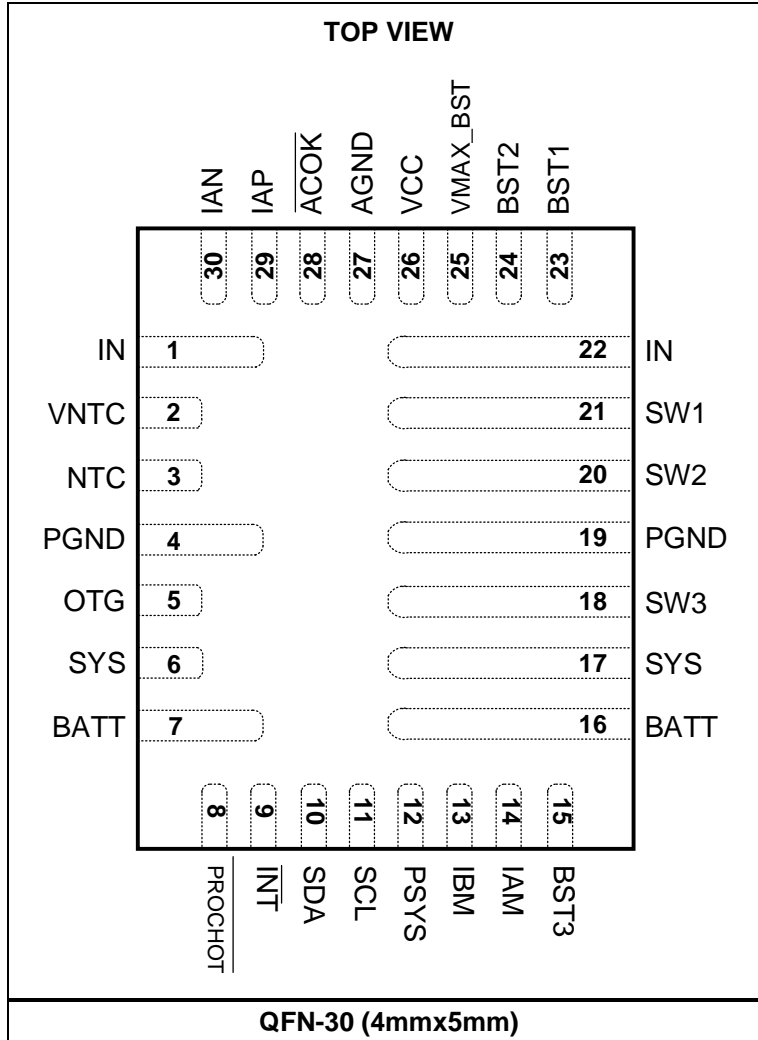 TOP VIEW
IAN
IAP
ACOK
AGND
VCC
VMAX_BST
BST2
BST1
30
29
28
27
26
25
24
23
IN 1
22 IN
VNTC 2
21 SW1
NTC 3
20 SW2
PGND 4
19 PGND
OTG 5
18 SW3
SYS 6
17 SYS
BATT 7
16 BATT
8
9
10
11
12
13
14
15
PROCHOT
INT
SDA
SCL
PSYS
IBM
IAM
BST3
QFN-30 (4mmx5mm)